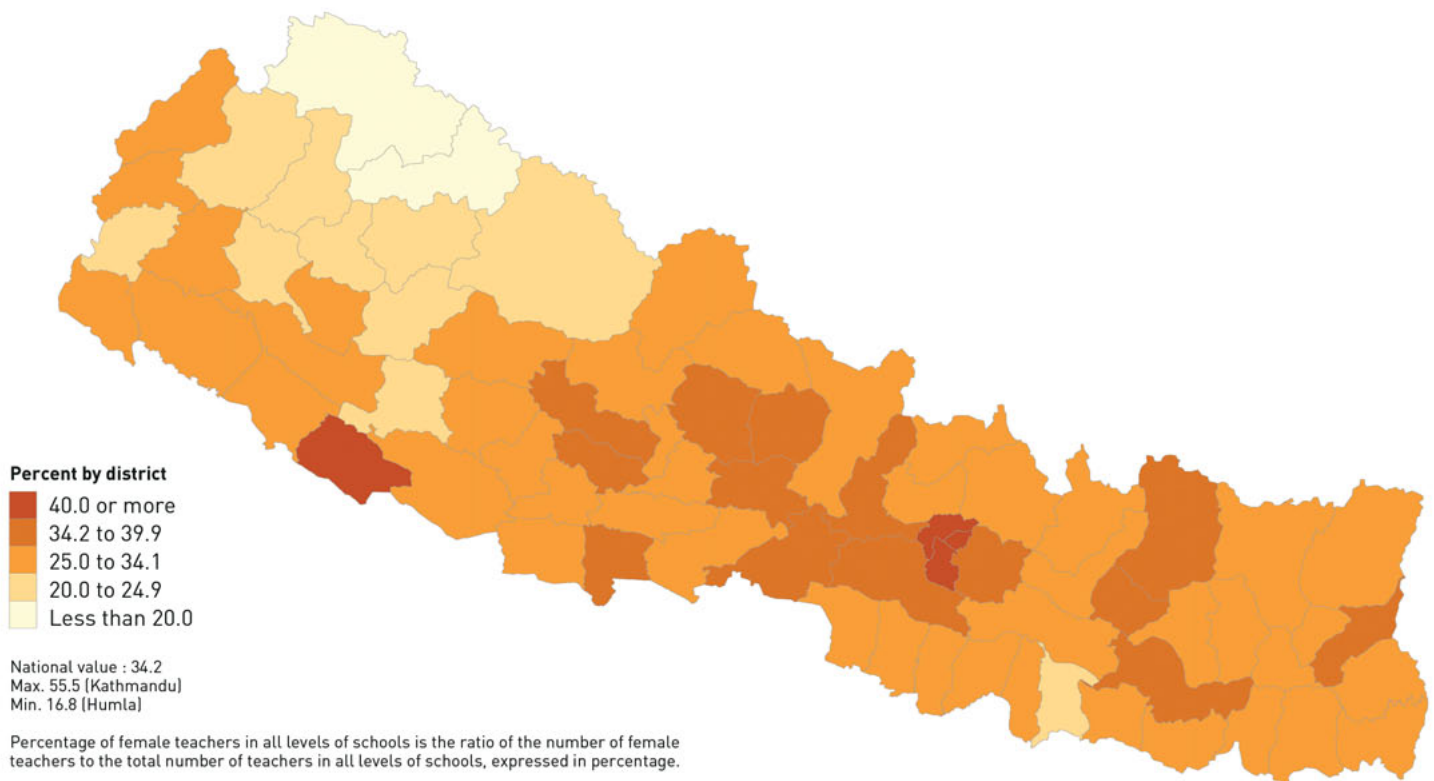 Percent by district
40.0 or more
34.2 to 39.9
25.0 to 34.1
20.0 to 24.9
Less than 20.0
National value : 34.2
Max. 55.5 (Kathmandu)
Min. 16.8 (Humla)
Percentage of female teachers in all levels of schools is the ratio of the number of female
teachers to the total number of teachers in all levels of schools, expressed in percentage.